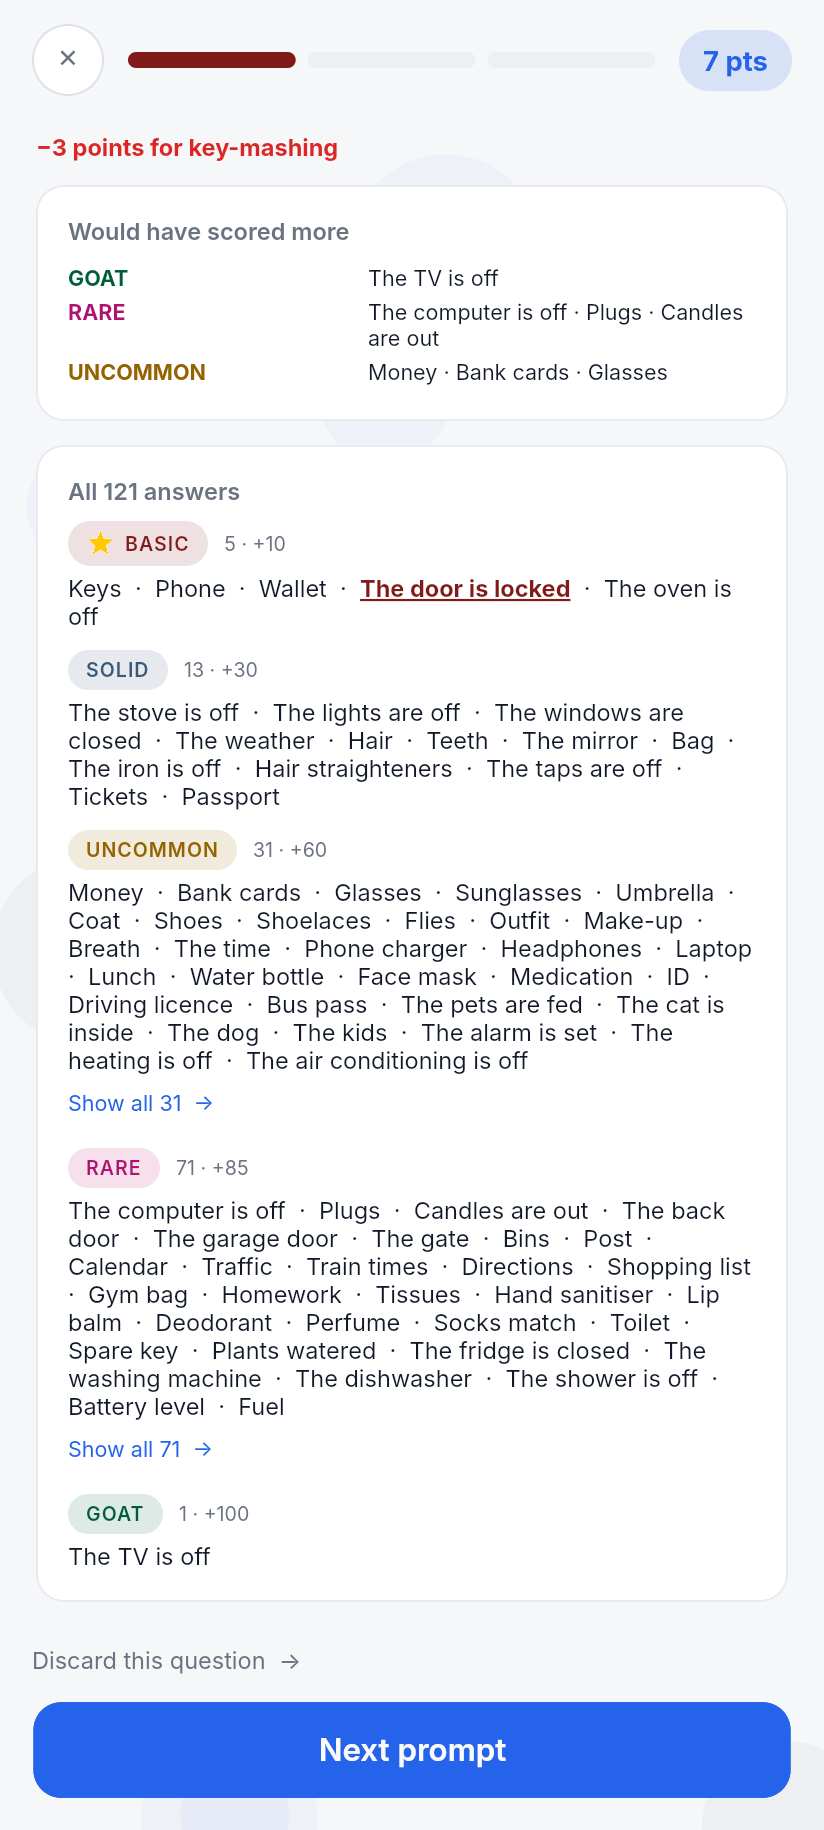 ✕
7 pts
−3 points for key-mashing
Would have scored more
GOAT The TV is off
RARE The computer is off · Plugs · Candles
are out
UNCOMMON Money · Bank cards · Glasses
All 121 answers
⭐ BASIC 5 · +10
Keys · Phone · Wallet · The door is locked · The oven is
off
SOLID 13 · +30
The stove is off · The lights are off · The windows are
closed · The weather · Hair · Teeth · The mirror · Bag ·
The iron is off · Hair straighteners · The taps are off ·
Tickets · Passport
UNCOMMON 31 · +60
Money · Bank cards · Glasses · Sunglasses · Umbrella ·
Coat · Shoes · Shoelaces · Flies · Outfit · Make-up ·
Breath · The time · Phone charger · Headphones · Laptop
· Lunch · Water bottle · Face mask · Medication · ID ·
Driving licence · Bus pass · The pets are fed · The cat is
inside · The dog · The kids · The alarm is set · The
heating is off · The air conditioning is off
Show all 31 →
RARE 71 · +85
The computer is off · Plugs · Candles are out · The back
door · The garage door · The gate · Bins · Post ·
Calendar · Traffic · Train times · Directions · Shopping list
· Gym bag · Homework · Tissues · Hand sanitiser · Lip
balm · Deodorant · Perfume · Socks match · Toilet ·
Spare key · Plants watered · The fridge is closed · The
washing machine · The dishwasher · The shower is off ·
Battery level · Fuel
Show all 71 →
GOAT 1 · +100
The TV is off
Discard this question →
Next prompt